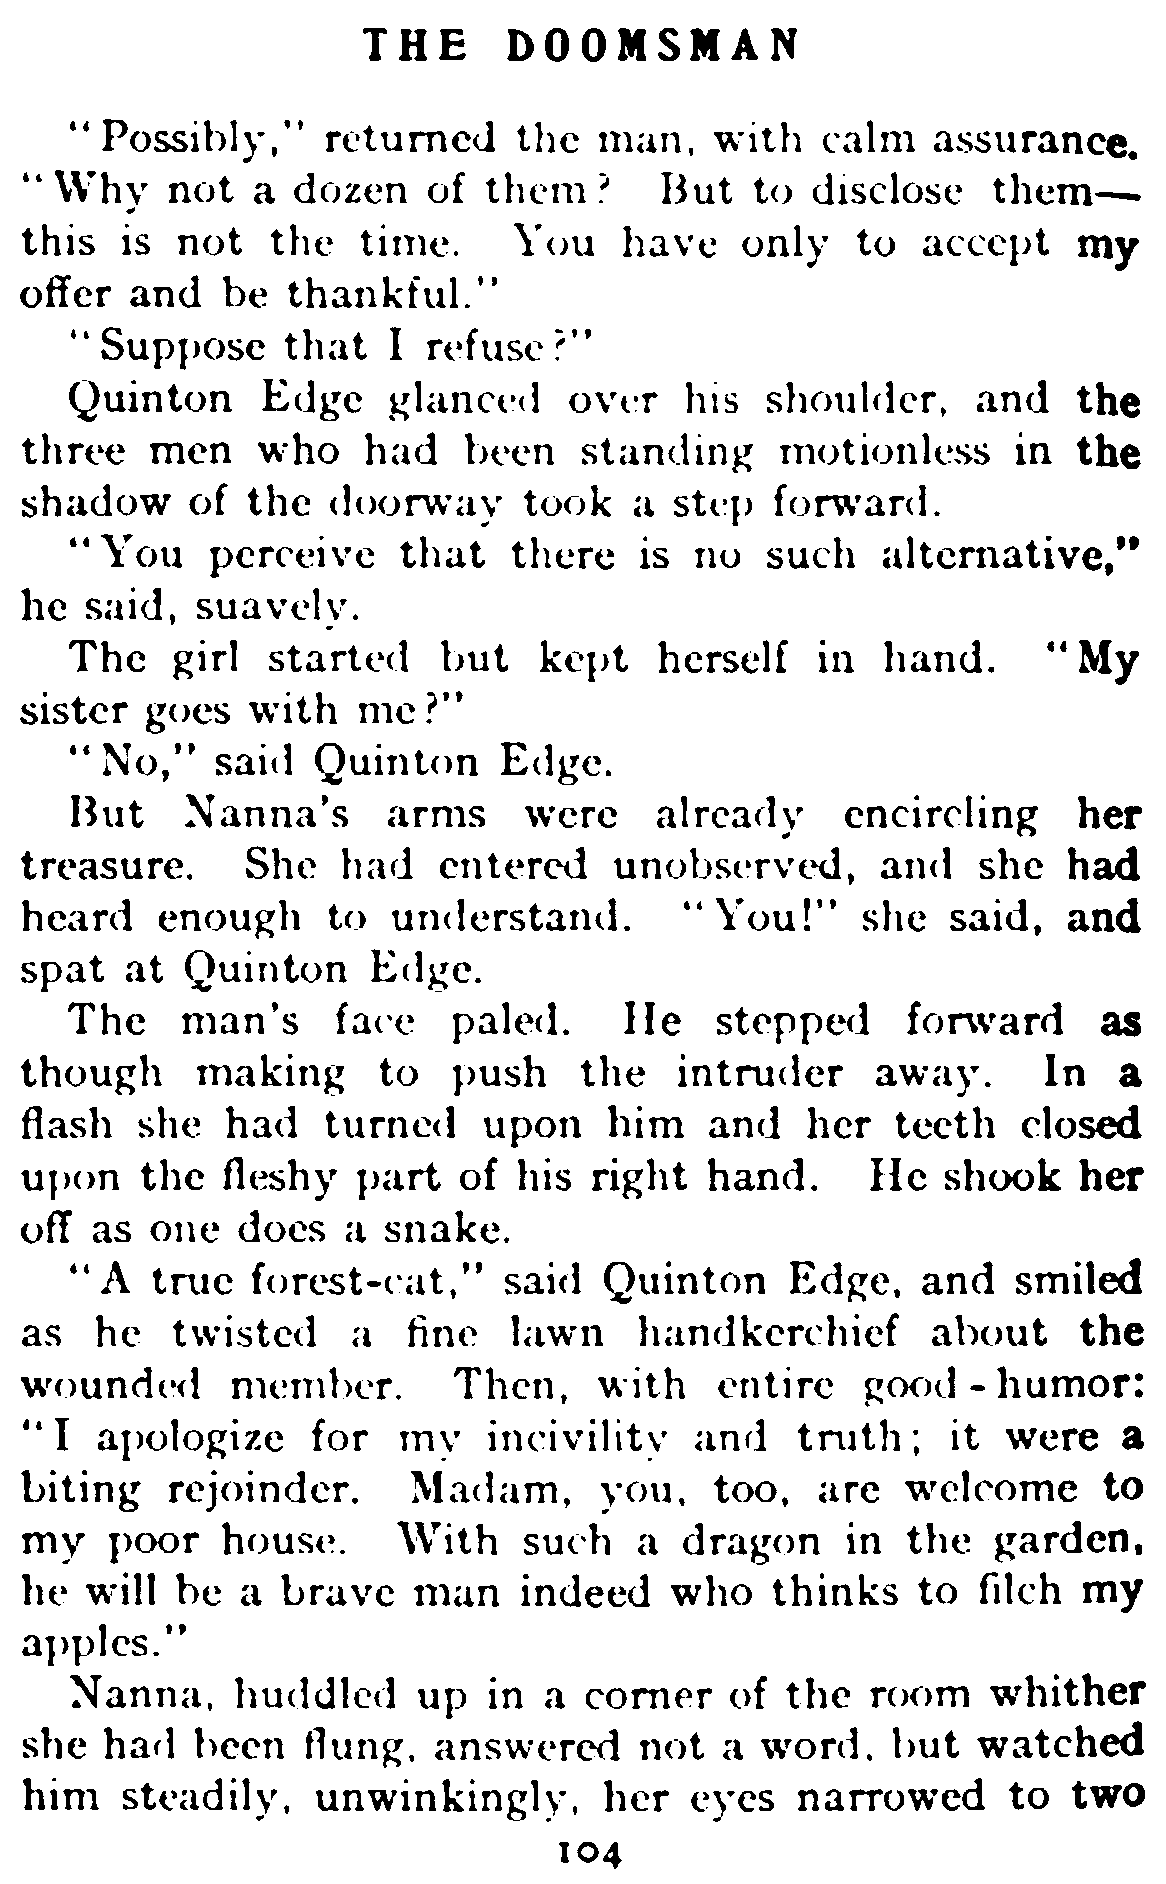 THE DOOMSMAN
"Possibly," returned the man, with calm assurance.
"Why not a dozen of them? But to disclose them—
this is not the time. You have only to accept my
offer and be thankful."
"Suppose that I refuse?"
Quinton Edge glanced over his shoulder, and the
three men who had been standing motionless in the
shadow of the doorway took a step forward.
"You perceive that there is no such alternative,"
he said, suavely.
The girl started but kept herself in hand. "My
sister goes with me?"
"No," said Quinton Edge.
But Nanna's arms were already encircling her
treasure. She had entered unobserved, and she had
heard enough to understand. "You!" she said, and
spat at Quinton Edge.
The man's face paled. He stepped forward as
though making to push the intruder away. In a
flash she had turned upon him and her teeth closed
upon the fleshy part of his right hand. He shook her
off as one does a snake.
"A true forest-cat," said Quinton Edge, and smiled
as he twisted a fine lawn handkerchief about the
wounded member. Then, with entire good-humor:
"I apologize for my incivility and truth; it were a
biting rejoinder. Madam, you, too, are welcome to
my poor house. With such a dragon in the garden,
he will be a brave man indeed who thinks to filch my
apples."
Nanna, huddled up in a corner of the room whither
she had been flung, answered not a word, but watched
him steadily, unwinkingly, her eyes narrowed to two
104